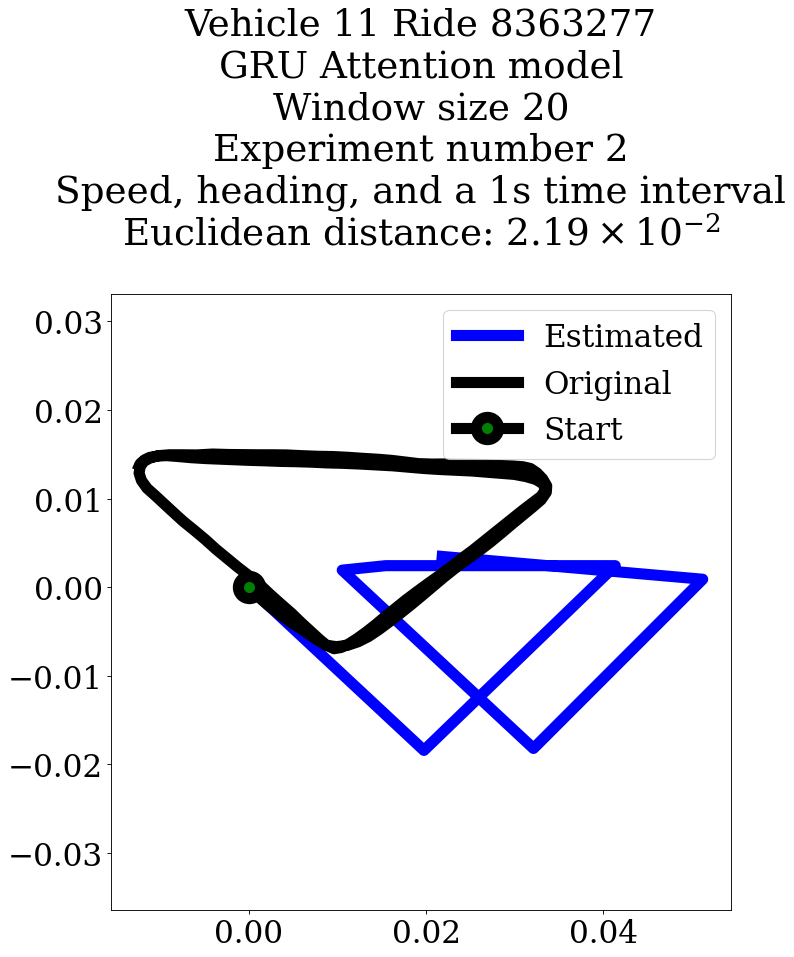 Vehicle 11 Ride 8363277
GRU Attention model
Window size 20
Experiment number 2
Speed, heading, and a 1s time interval
Euclidean distance: 2.19 × 10⁻²
Estimated
Original
Start
0.03
0.02
0.01
0.00
−0.01
−0.02
−0.03
0.00 0.02 0.04